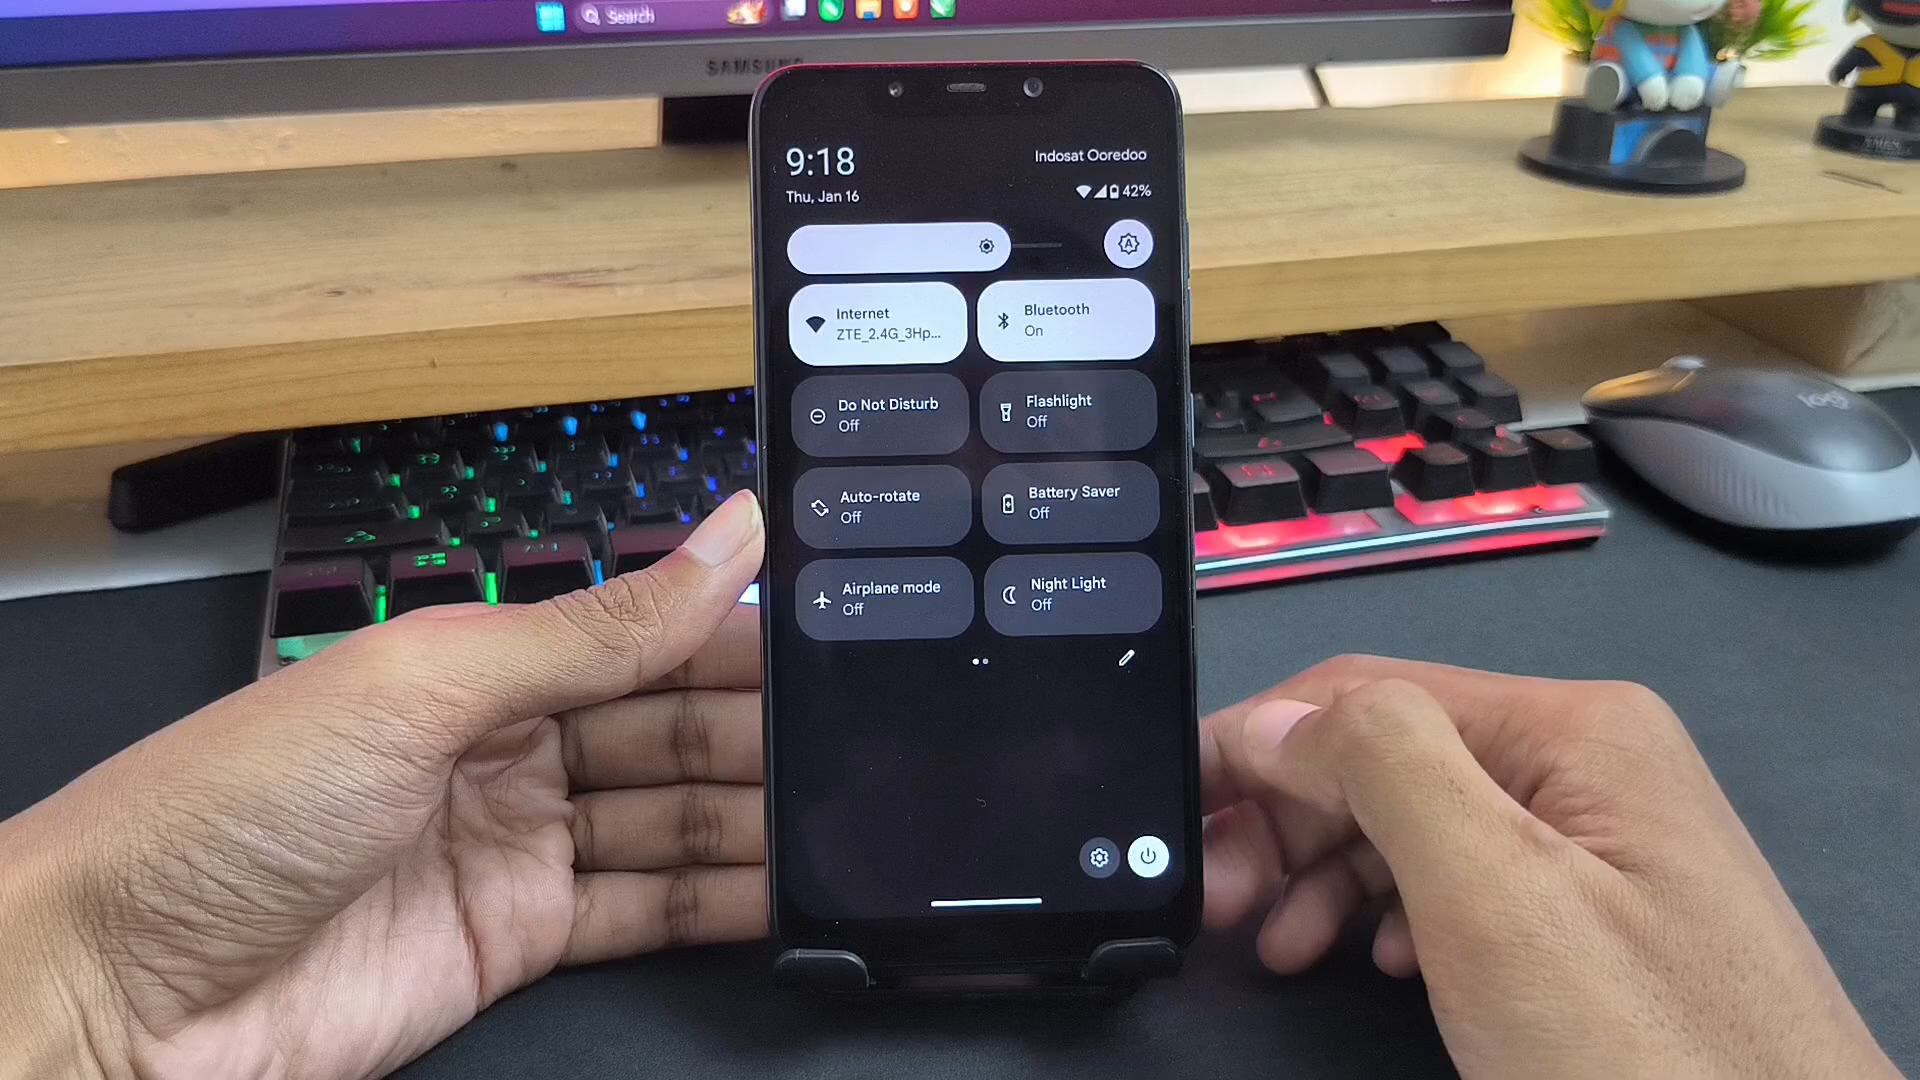 Search
SAMSUNG
9:18
Indosat Ooredoo
Thu, Jan 16
42%
A
Internet
ZTE_2.4G_3Hp...
Bluetooth
On
Do Not Disturb
Off
Flashlight
Off
Auto-rotate
Off
Battery Saver
Off
Airplane mode
Off
Night Light
Off
logi